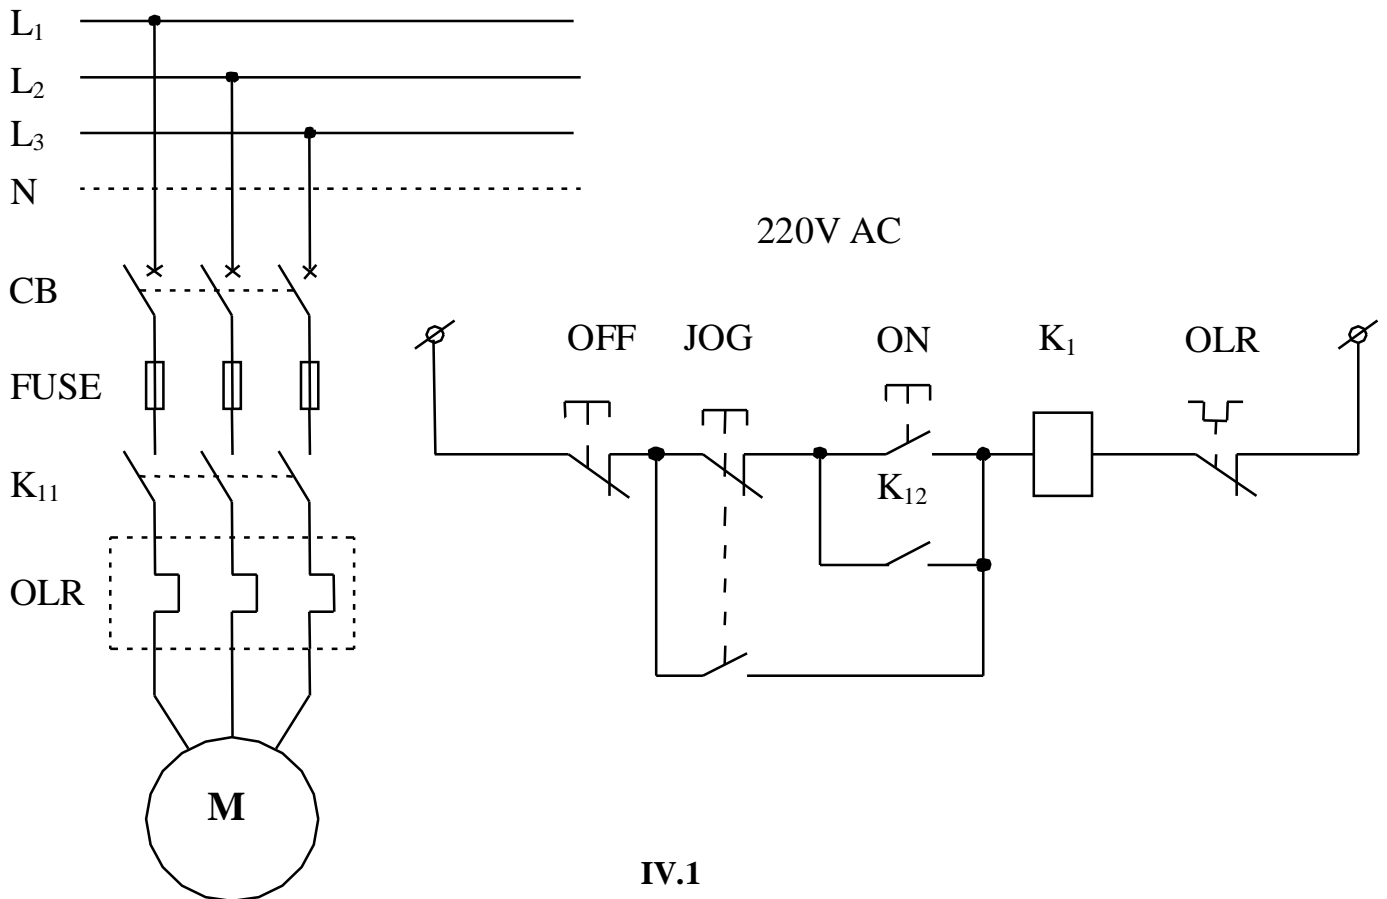 L₁
L₂
L₃
N
220V AC
CB
OFF JOG ON K₁ OLR
FUSE
K₁₁
K₁₂
OLR
M
IV.1